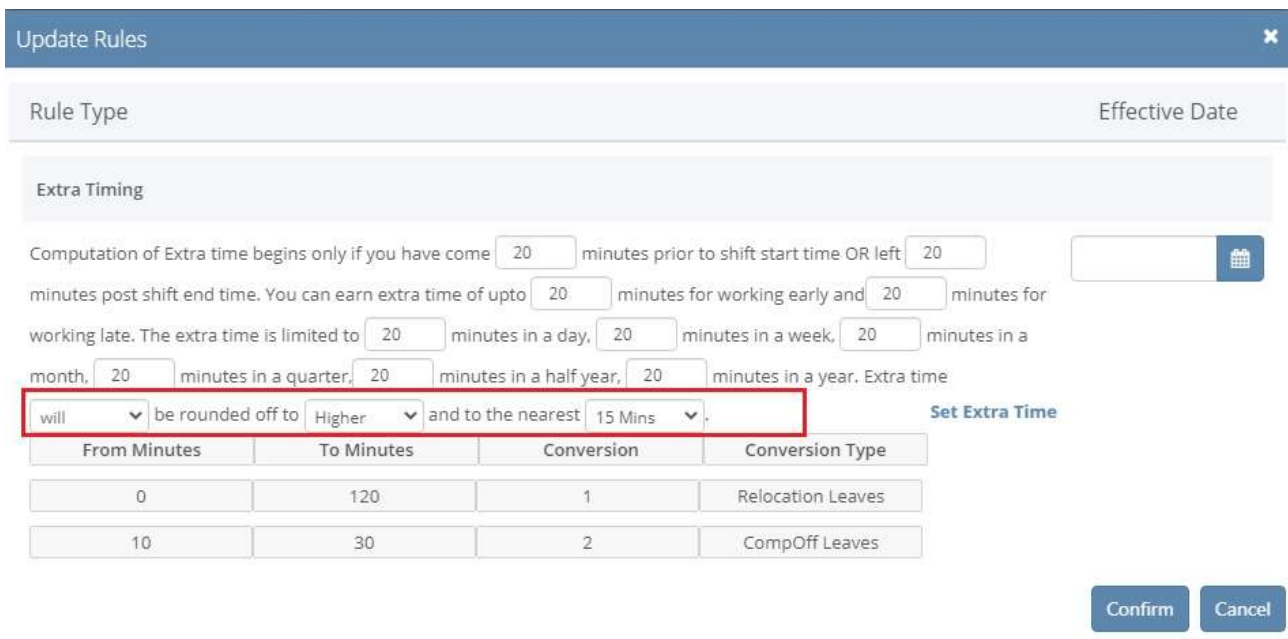 Update Rules
Rule Type Effective Date
Extra Timing
Computation of Extra time begins only if you have come 20 minutes prior to shift start time OR left 20
minutes post shift end time. You can earn extra time of upto 20 minutes for working early and 20 minutes for
working late. The extra time is limited to 20 minutes in a day, 20 minutes in a week, 20 minutes in a
month, 20 minutes in a quarter, 20 minutes in a half year, 20 minutes in a year. Extra time
will be rounded off to Higher and to the nearest 15 Mins . Set Extra Time
From Minutes To Minutes Conversion Conversion Type
0 120 1 Relocation Leaves
10 30 2 CompOff Leaves
Confirm Cancel